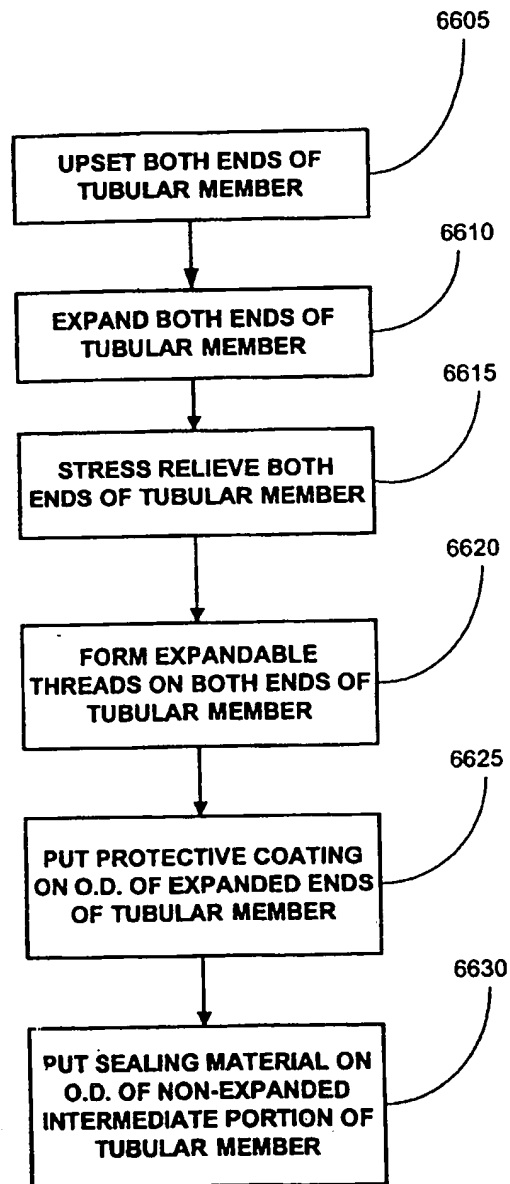 6605
UPSET BOTH ENDS OF
TUBULAR MEMBER
6610
EXPAND BOTH ENDS OF
TUBULAR MEMBER
6615
STRESS RELIEVE BOTH
ENDS OF TUBULAR MEMBER
6620
FORM EXPANDABLE
THREADS ON BOTH ENDS OF
TUBULAR MEMBER
6625
PUT PROTECTIVE COATING
ON O.D. OF EXPANDED ENDS
OF TUBULAR MEMBER
6630
PUT SEALING MATERIAL ON
O.D. OF NON-EXPANDED
INTERMEDIATE PORTION OF
TUBULAR MEMBER